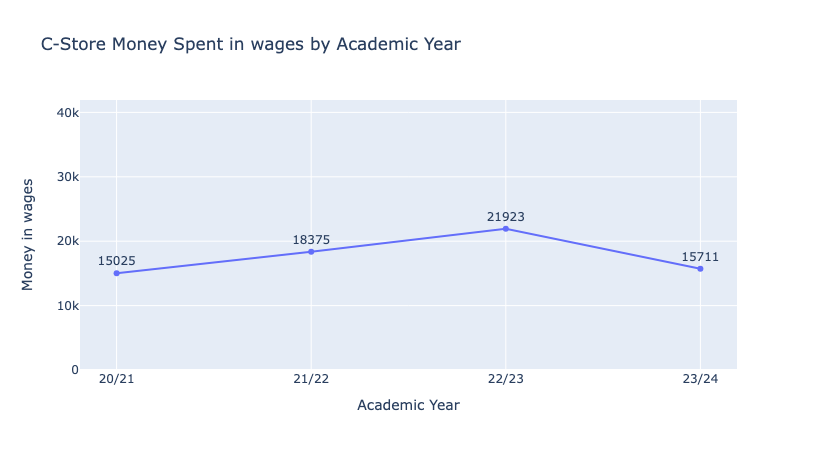 C-Store Money Spent in wages by Academic Year
40k
30k
20k
10k
0
Money in wages
15025
18375
21923
15711
20/21
21/22
22/23
23/24
Academic Year